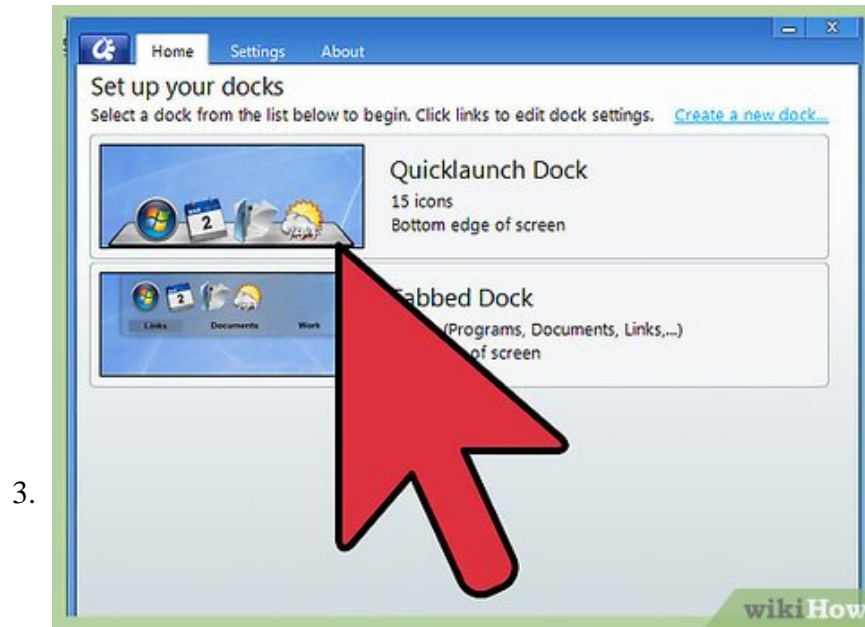 Home Settings About
Set up your docks
Select a dock from the list below to begin. Click links to edit dock settings. Create a new dock...
Quicklaunch Dock
15 icons
Bottom edge of screen
2
Dock
2
(Programs, Documents, Links,...)
of screen
Links Documents Work
3.
wikiHow